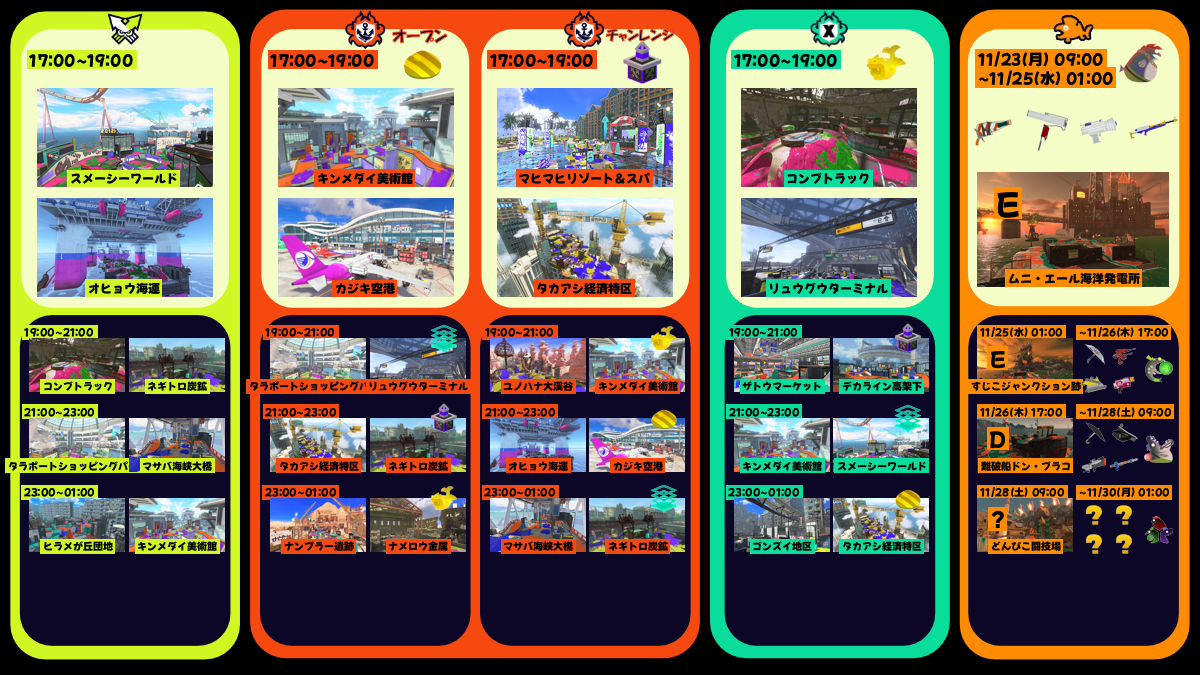 17:00~19:00
スメーシーワールド
オヒョウ海運
19:00~21:00
コンブトラック
ネギトロ炭鉱
21:00~23:00
タラポートショッピングパ
マサバ海峡大橋
23:00~01:00
ヒラメが丘団地
キンメダイ美術館
オープン
17:00~19:00
キンメダイ美術館
カジキ空港
19:00~21:00
タラポートショッピングパ
リュウグウターミナル
21:00~23:00
タカアシ経済特区
ネギトロ炭鉱
23:00~01:00
ナンプラー遺跡
ナメロウ金属
チャレンジ
17:00~19:00
マヒマヒリゾート&スパ
タカアシ経済特区
19:00~21:00
ユノハナ大渓谷
キンメダイ美術館
21:00~23:00
オヒョウ海運
カジキ空港
23:00~01:00
マサバ海峡大橋
ネギトロ炭鉱
X
17:00~19:00
コンブトラック
リュウグウターミナル
19:00~21:00
ザトウマーケット
デカライン高架下
21:00~23:00
キンメダイ美術館
スメーシーワールド
23:00~01:00
ゴンズイ地区
タカアシ経済特区
11/23(月) 09:00
~11/25(水) 01:00
E
ムニ・エール海洋発電所
11/25(水) 01:00
~11/26(木) 17:00
E
すじこジャンクション跡
11/26(木) 17:00
~11/28(土) 09:00
D
難破船ドン・ブラコ
11/28(土) 09:00
~11/30(月) 01:00
?
? ?
? ?
どんぴこ闘技場